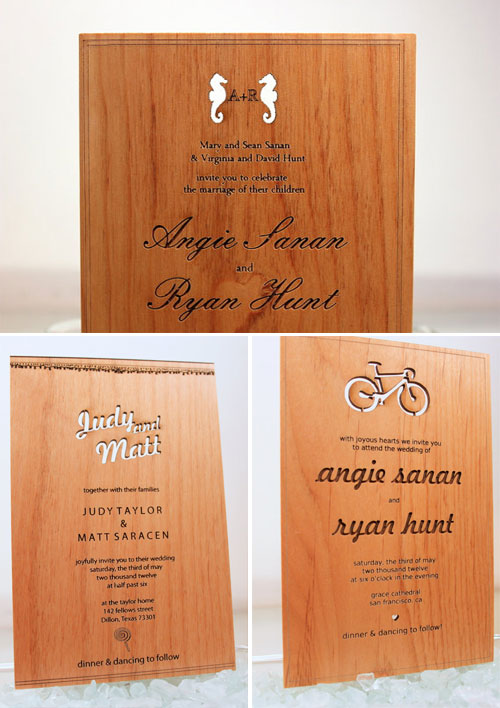 A+R
Marv and Sean Sanan
& Virginia and David Hunt
invite you to celebrate
the marriage of their children
Angie Sanan
and
Ryan Hunt
Judy and
Matt
together with their families
JUDY TAYLOR
&
MATT SARACEN
joyfully invite you to their wedding
saturday, the third of may
two thousand twelve
at half past six
at the taylor home
142 fellows street
Dillon, Texas 73301
dinner & dancing to follow
with joyous hearts we invite you
to attend the wedding of
angie sanan
and
ryan hunt
saturday, the third of may
two thousand twelve
at six o'clock in the evening
grace cathedral
san francisco, ca
dinner & dancing to follow!